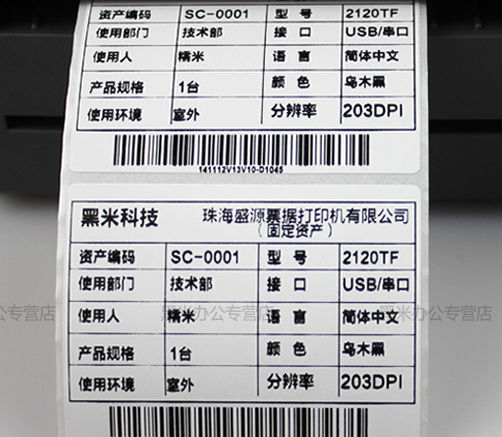 资产编码 SC-0001 型 号 2120TF
使用部门 技术部 接 口 USB/串口
使用人 糯米 语 言 简体中文
产品规格 1台 颜 色 乌木黑
使用环境 室外 分辨率 203DPI
141112V13V10-D1045
黑米科技 珠海盛源票据打印机有限公司
(固定资产)
资产编码 SC-0001 型 号 2120TF
使用部门 技术部 接 口 USB/串口
公专营店 黑米办公专营店 黑米办公专营店
使用人 糯米 语 言 简体中文
产品规格 1台 颜 色 乌木黑
使用环境 室外 分辨率 203DPI